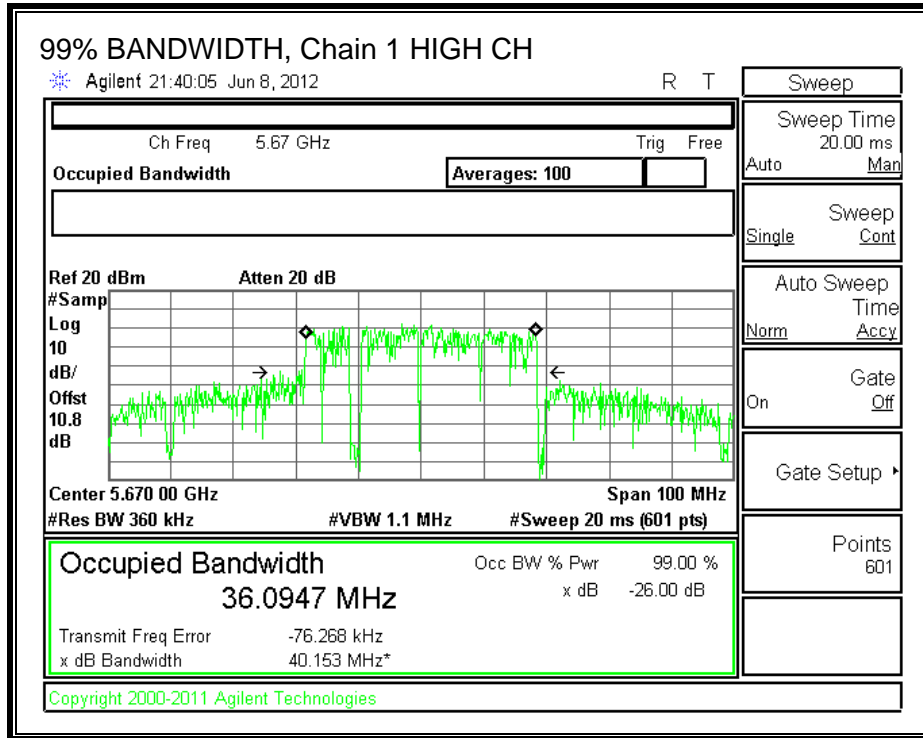 99% BANDWIDTH, Chain 1 HIGH CH
Agilent 21:40:05 Jun 8, 2012 R T
Ch Freq 5.67 GHz Trig Free
Occupied Bandwidth Averages: 100
Ref 20 dBm Atten 20 dB
#Samp
Log
10
dB/
Offst
10.8
dB
Center 5.670 00 GHz Span 100 MHz
#Res BW 360 kHz #VBW 1.1 MHz #Sweep 20 ms (601 pts)
Occupied Bandwidth Occ BW % Pwr 99.00 %
36.0947 MHz x dB -26.00 dB
Transmit Freq Error -76.268 kHz
x dB Bandwidth 40.153 MHz*
Copyright 2000-2011 Agilent Technologies
Sweep
Sweep Time
20.00 ms
Auto Man
Sweep
Single Cont
Auto Sweep
Time
Norm Accy
Gate
On Off
Gate Setup
Points
601